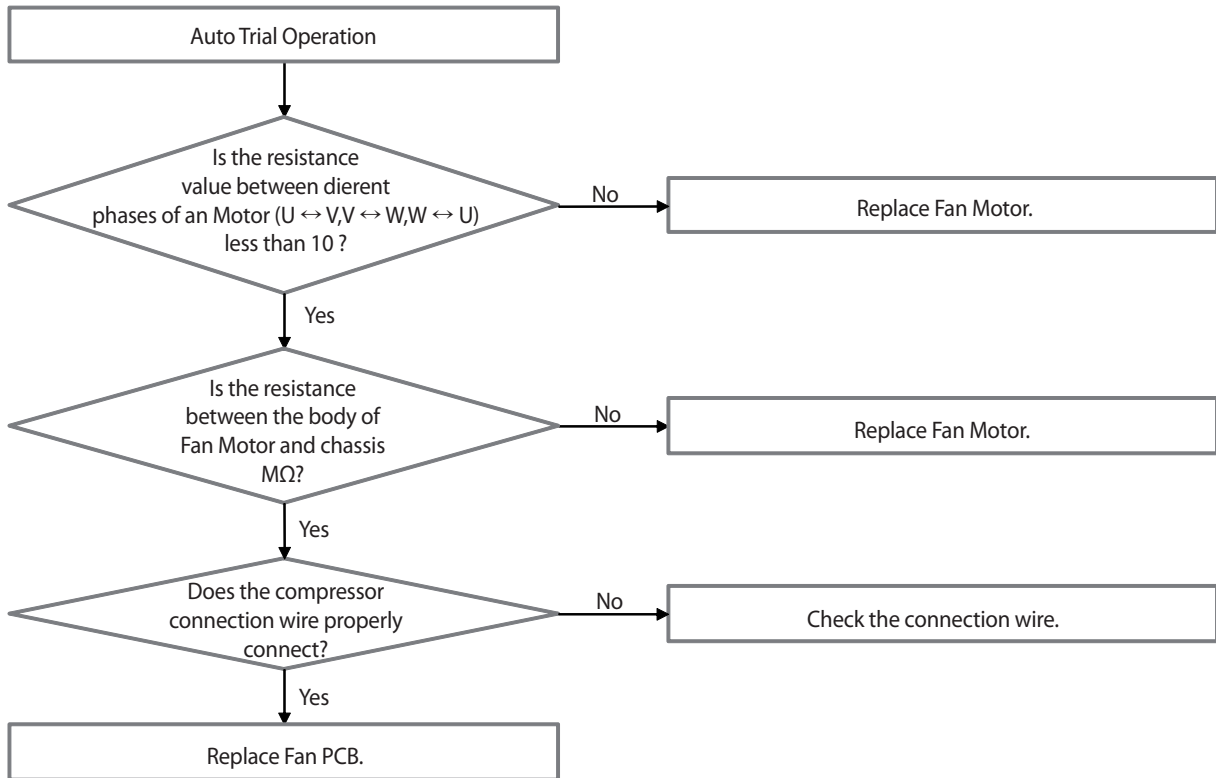 Auto Trial Operation
Is the resistance
value between dierent
phases of an Motor (U ↔ V,V ↔ W,W ↔ U)
less than 10 ?
No
Replace Fan Motor.
Yes
Is the resistance
between the body of
Fan Motor and chassis
MΩ?
No
Replace Fan Motor.
Yes
Does the compressor
connection wire properly
connect?
No
Check the connection wire.
Yes
Replace Fan PCB.